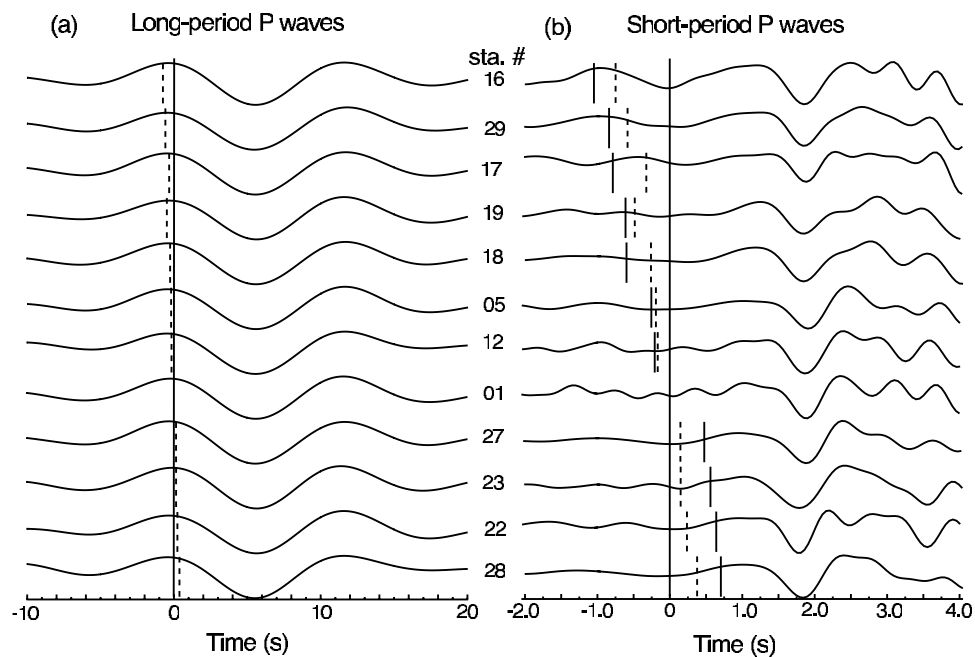 (a) Long-period P waves
(b) Short-period P waves
sta. #
16
29
17
19
18
05
12
01
27
23
22
28
-10 0 10 20
-2.0 -1.0 0 1.0 2.0 3.0 4.0
Time (s)
Time (s)